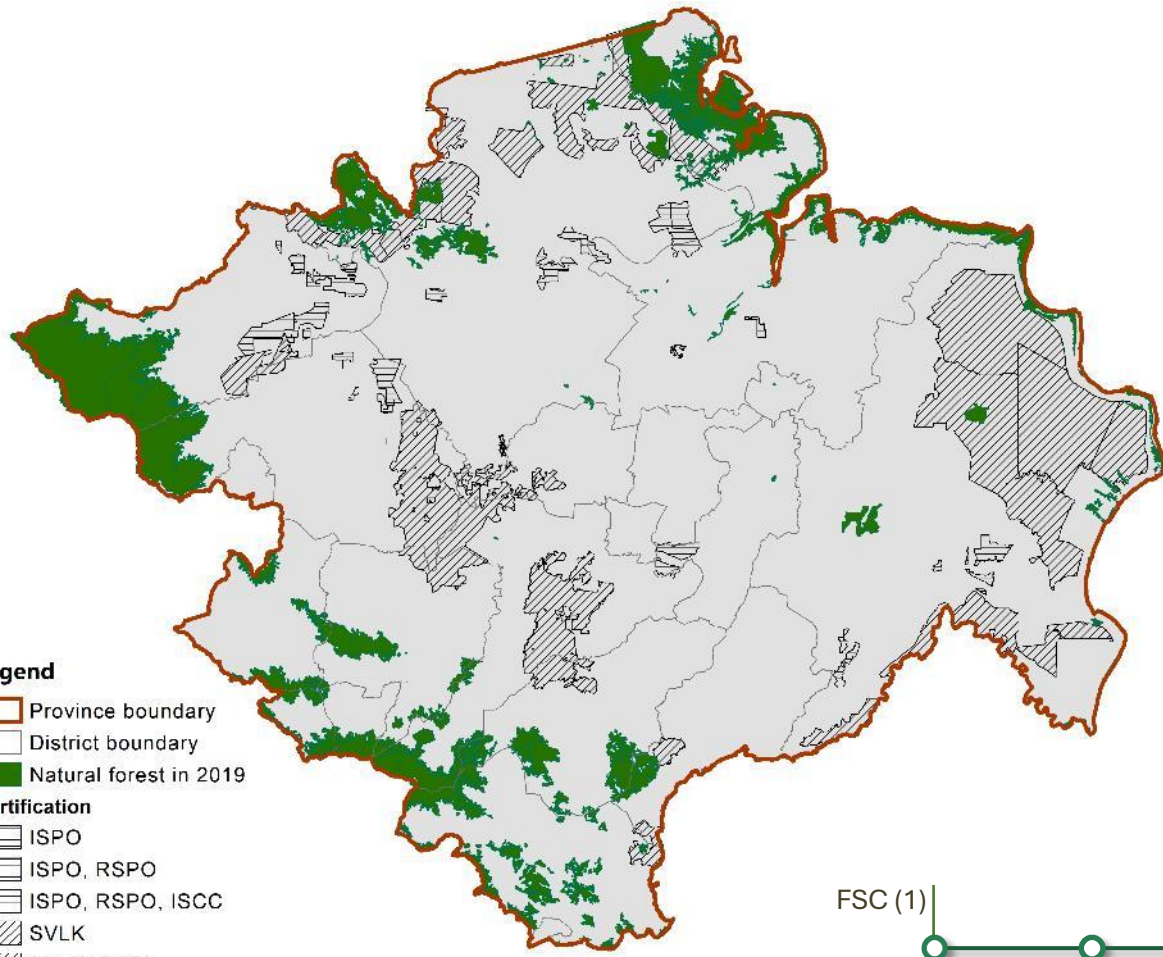 gend
Province boundary
District boundary
Natural forest in 2019
rtification
ISPO
ISPO, RSPO
ISPO, RSPO, ISCC
SVLK
FSC (1)